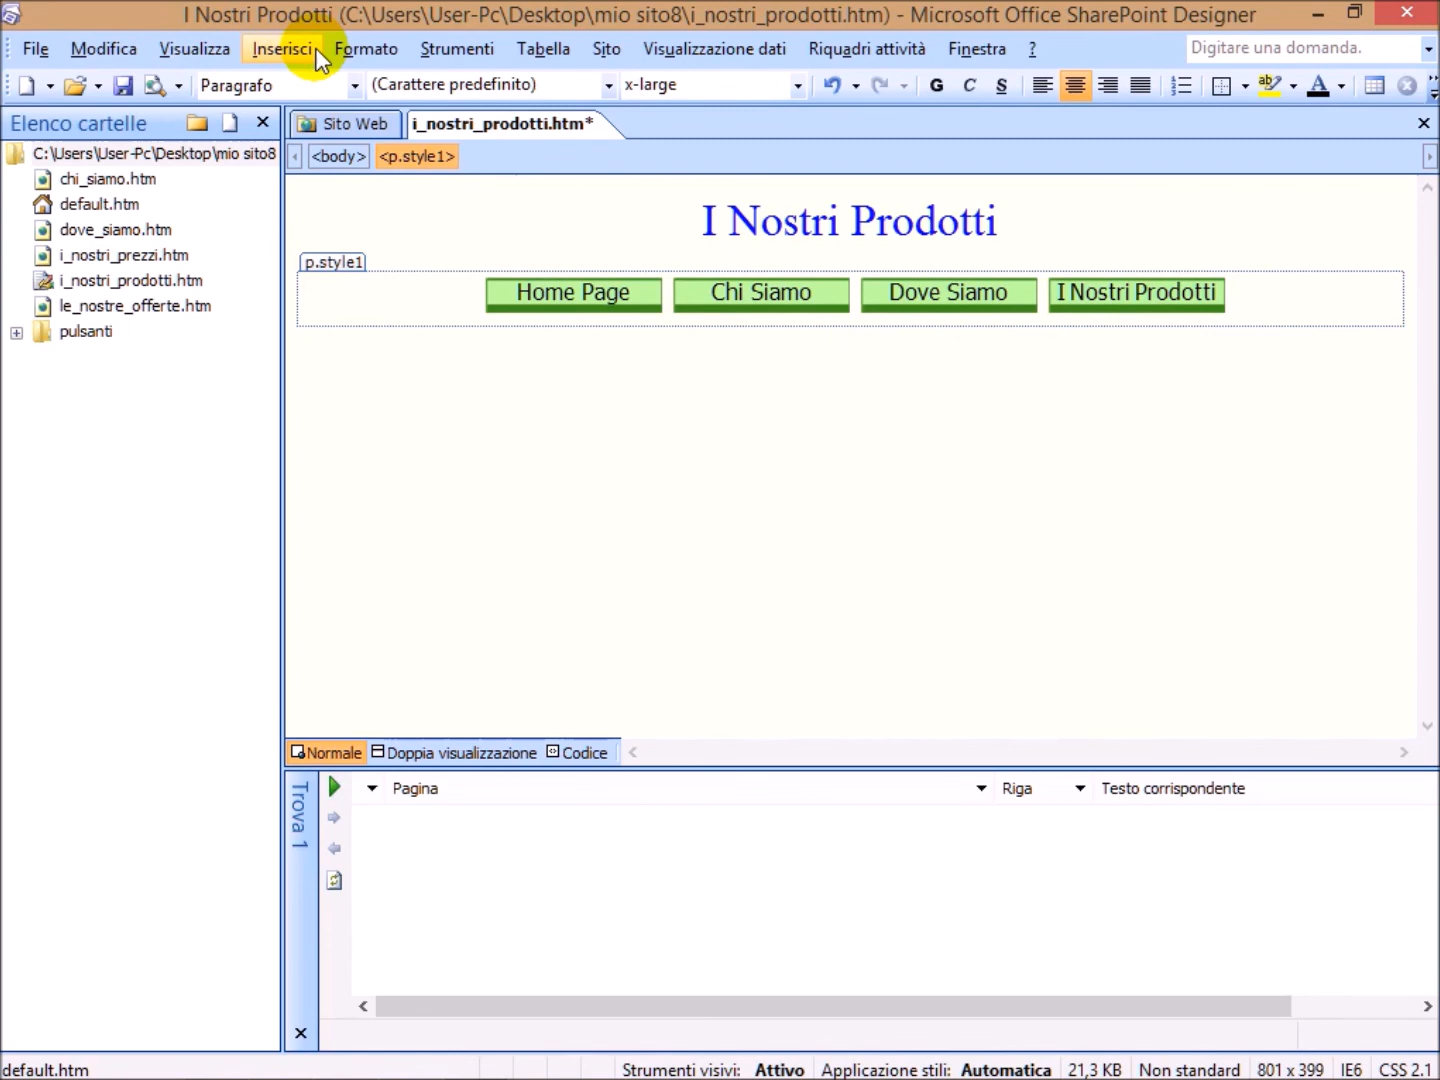 I Nostri Prodotti (C:\Users\User-Pc\Desktop\mio sito8\i_nostri_prodotti.htm) - Microsoft Office SharePoint Designer
File Modifica Visualizza Inserisci Formato Strumenti Tabella Sito Visualizzazione dati Riquadri attività Finestra ? Digitare una domanda.
Paragrafo (Carattere predefinito) x-large G C S ab A
Elenco cartelle
Sito Web i_nostri_prodotti.htm*
C:\Users\User-Pc\Desktop\mio sito8
<body> <p.style1>
chi_siamo.htm
default.htm
dove_siamo.htm
i_nostri_prezzi.htm
i_nostri_prodotti.htm
le_nostre_offerte.htm
pulsanti
I Nostri Prodotti
p.style1
Home Page Chi Siamo Dove Siamo I Nostri Prodotti
Normale Doppia visualizzazione Codice
Trova 1
Pagina Riga Testo corrispondente
default.htm Strumenti visivi: Attivo Applicazione stili: Automatica 21,3 KB Non standard 801 x 399 IE6 CSS 2.1